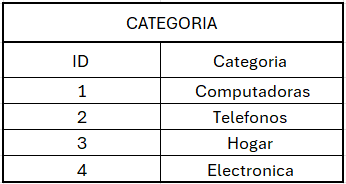 CATEGORIA
ID Categoria
1 Computadoras
2 Telefonos
3 Hogar
4 Electronica